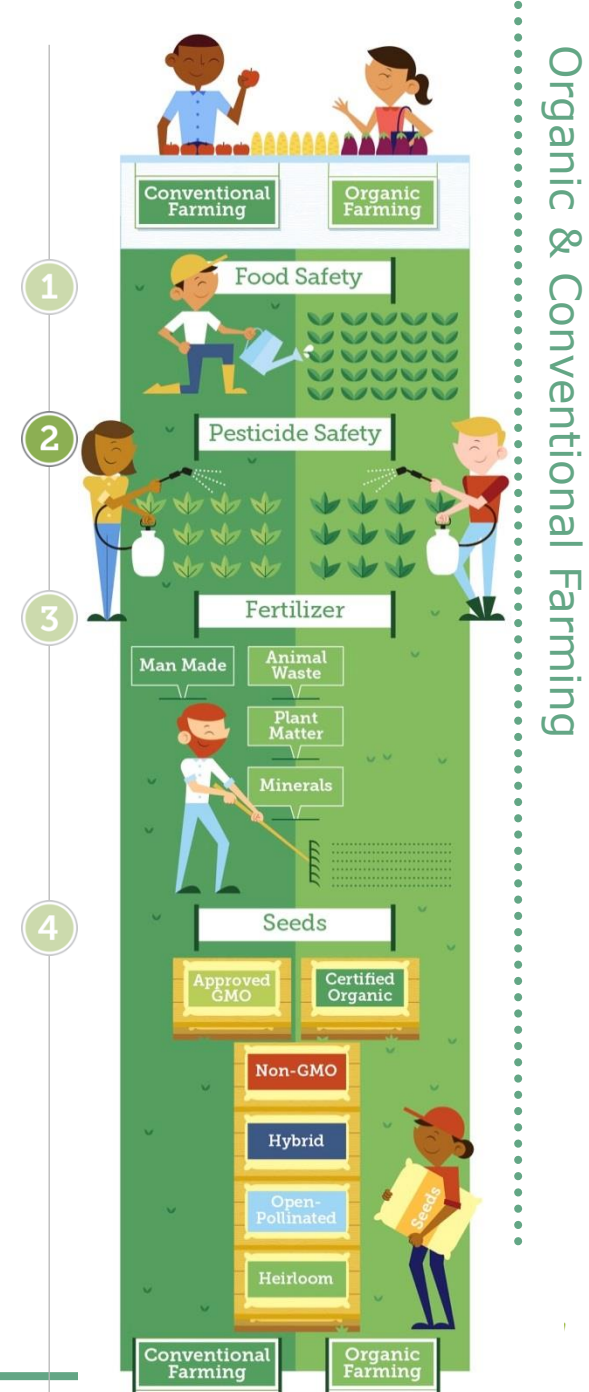 Organic & Conventional Farming
Conventional
Farming
Organic
Farming
1
Food Safety
2
Pesticide Safety
3
Fertilizer
Man Made
Animal
Waste
Plant
Matter
Minerals
4
Seeds
Approved
GMO
Certified
Organic
Non-GMO
Hybrid
Open-
Pollinated
Heirloom
Seeds
Conventional
Farming
Organic
Farming